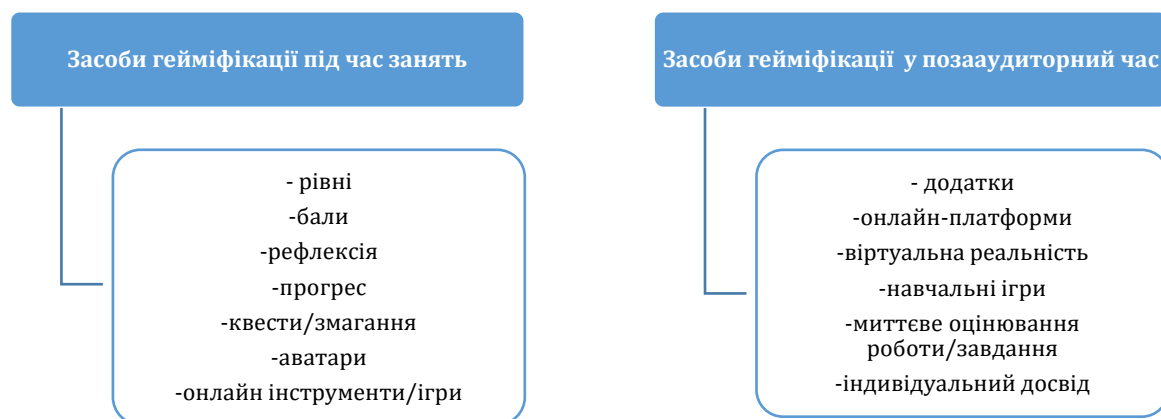 Засоби гейміфікації під час занять
- рівні
-бали
-рефлексія
-прогрес
-квести/змагання
-аватари
-онлайн інструменти/ігри
Засоби гейміфікації у позааудиторний час
- додатки
-онлайн-платформи
-віртуальна реальність
-навчальні ігри
-миттєве оцінювання
роботи/завдання
-індивідуальний досвід